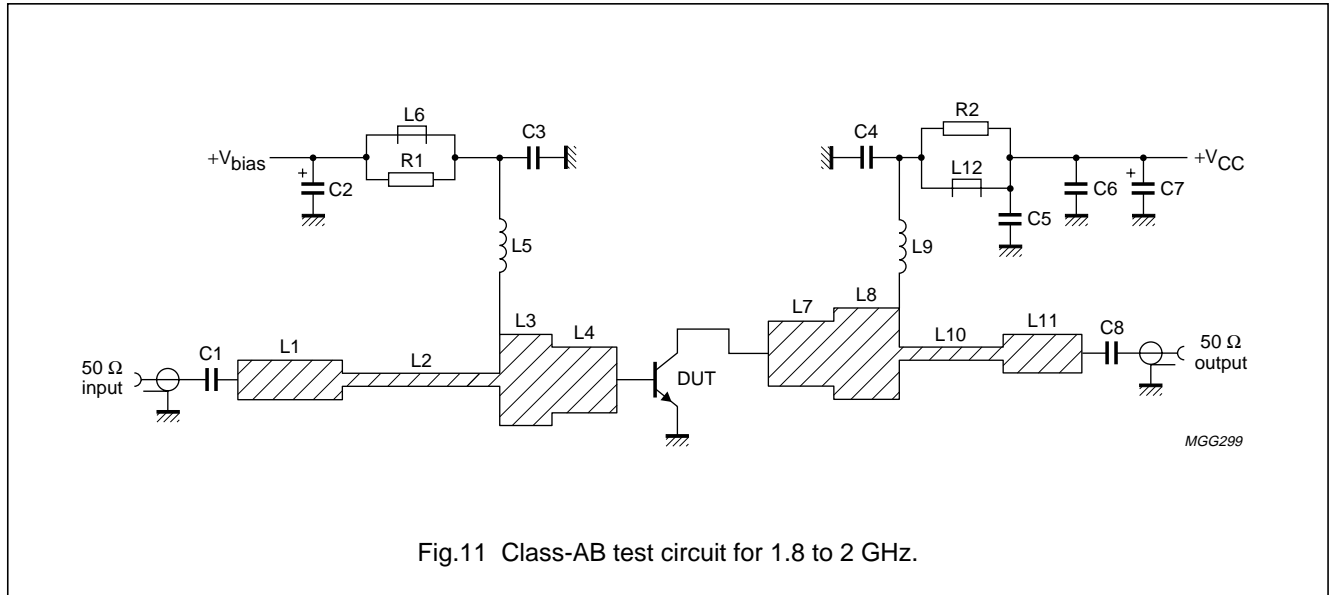 R2
L6
C3
C4
+Vbias
R1
+VCC
L12
+
C2
+
C6
C7
C5
L5
L9
L8
L7
L3
L4
L10
L11
C1
L1
C8
L2
50 Ω
input
50 Ω
output
DUT
MGG299
Fig.11 Class-AB test circuit for 1.8 to 2 GHz.